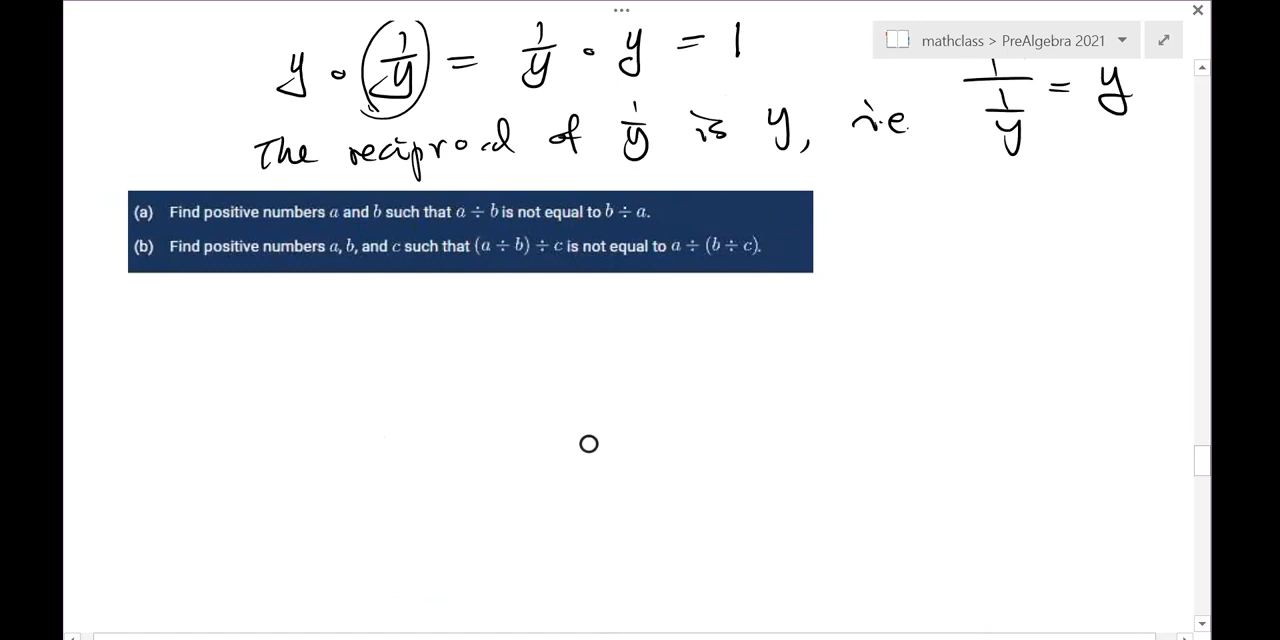 mathclass > PreAlgebra 2021
y · (1/y) = 1/y · y = 1
The reciprocal of 1/y is y, i.e. 1/(1/y) = y
(a) Find positive numbers a and b such that a ÷ b is not equal to b ÷ a.
(b) Find positive numbers a, b, and c such that (a ÷ b) ÷ c is not equal to a ÷ (b ÷ c).